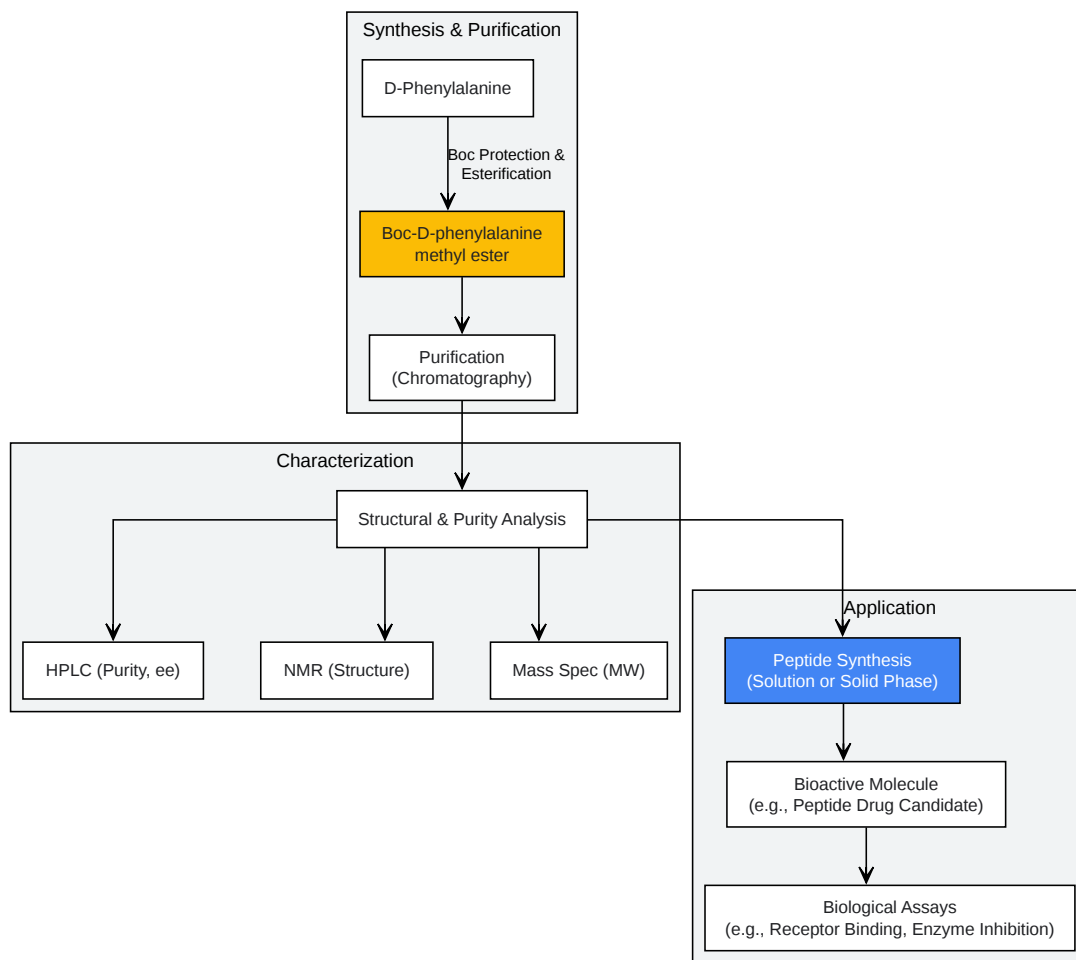 Synthesis & Purification
D-Phenylalanine
Boc Protection &
Esterification
Boc-D-phenylalanine
methyl ester
Purification
(Chromatography)
Characterization
Structural & Purity Analysis
HPLC (Purity, ee)
NMR (Structure)
Mass Spec (MW)
Application
Peptide Synthesis
(Solution or Solid Phase)
Bioactive Molecule
(e.g., Peptide Drug Candidate)
Biological Assays
(e.g., Receptor Binding, Enzyme Inhibition)